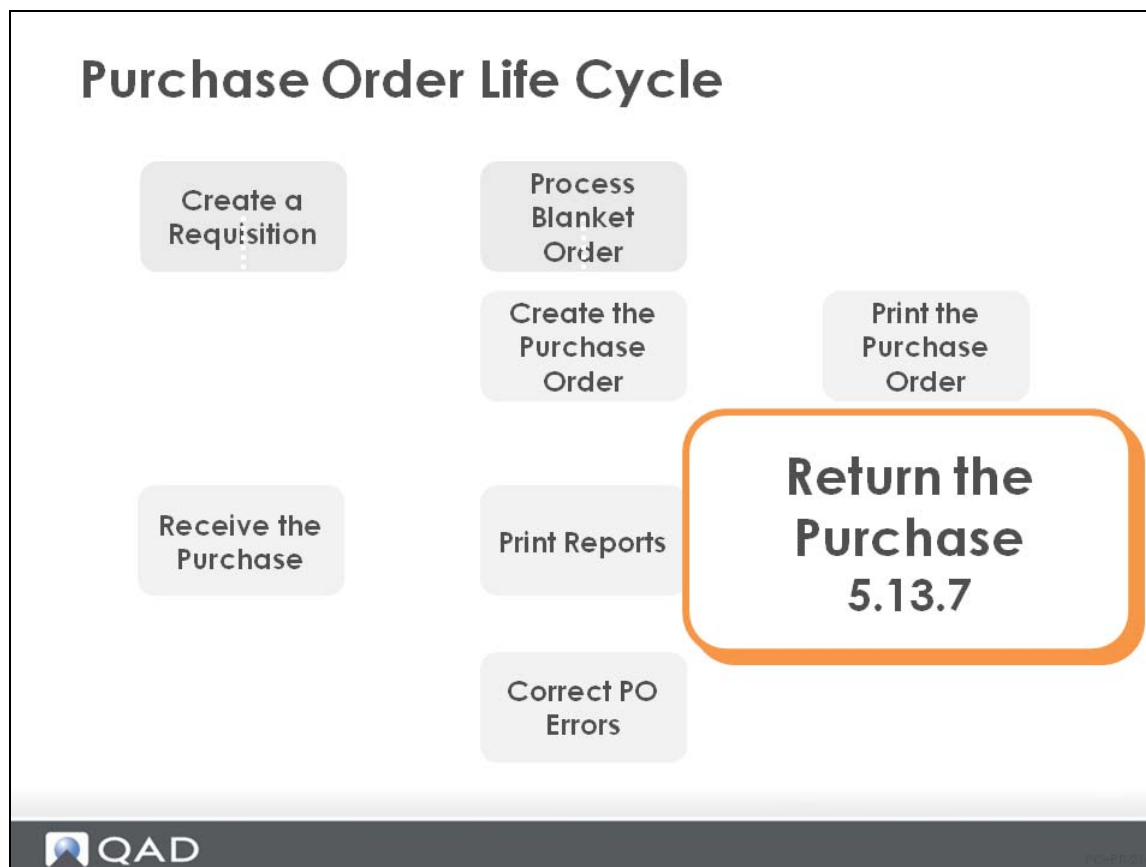 Purchase Order Life Cycle
Create a
Requisition
Process
Blanket
Order
Create the
Purchase
Order
Print the
Purchase
Order
Receive the
Purchase
Print Reports
Return the
Purchase
5.13.7
Correct PO
Errors
QAD